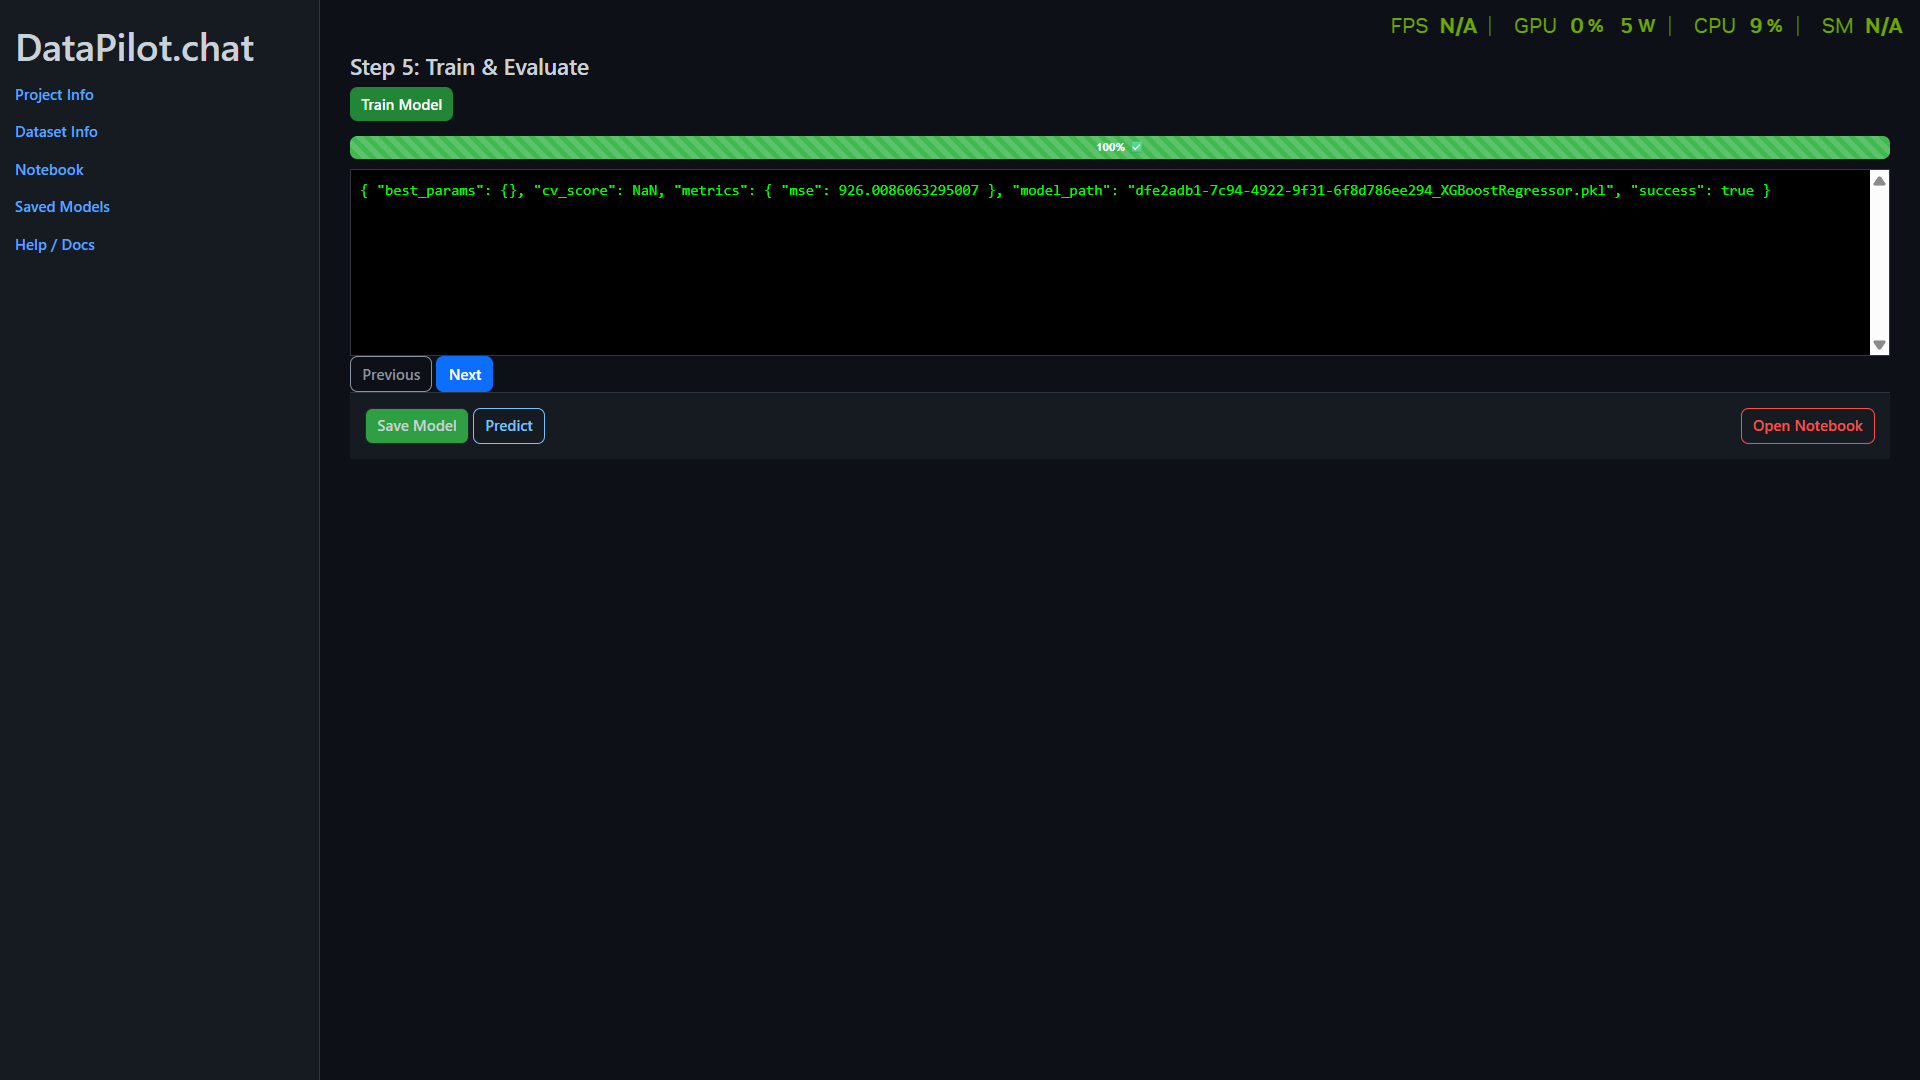 FPS N/A | GPU 0 % 5 W | CPU 9 % | SM N/A
DataPilot.chat
Project Info
Dataset Info
Notebook
Saved Models
Help / Docs
Step 5: Train & Evaluate
Train Model
100% ✅
{ "best_params": {}, "cv_score": NaN, "metrics": { "mse": 926.0086063295007 }, "model_path": "dfe2adb1-7c94-4922-9f31-6f8d786ee294_XGBoostRegressor.pkl", "success": true }
Previous Next
Save Model Predict Open Notebook